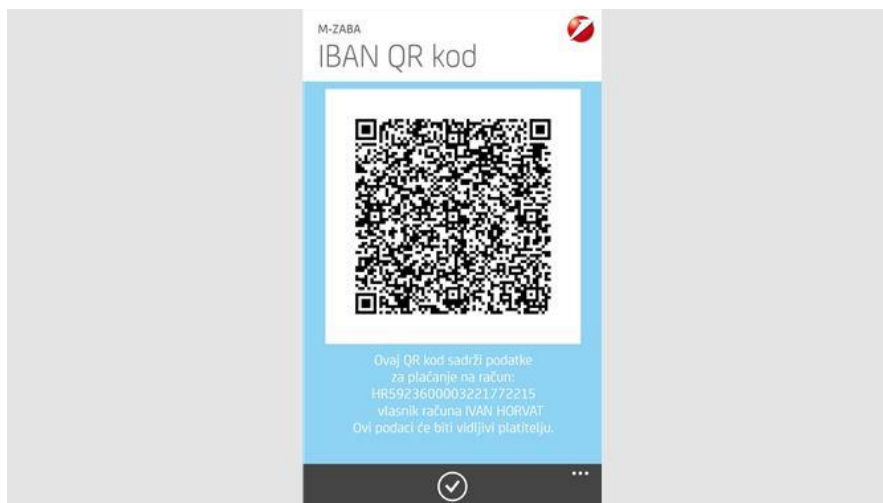 M-ZABA
IBAN QR kod
Ovaj QR kod sadrži podatke
za plaćanje na račun:
HR5923600003221772215
vlasnik računa IVAN HORVAT
Ovi podaci će biti vidljivi platitelju.